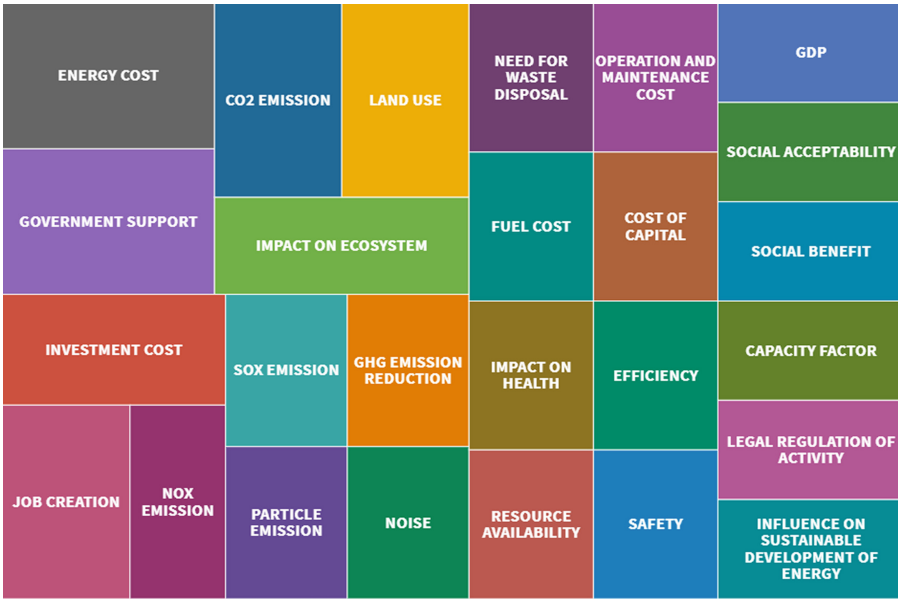 ENERGY COST
CO2 EMISSION
LAND USE
NEED FOR
WASTE
DISPOSAL
OPERATION AND
MAINTENANCE
COST
GDP
SOCIAL ACCEPTABILITY
GOVERNMENT SUPPORT
IMPACT ON ECOSYSTEM
FUEL COST
COST OF
CAPITAL
SOCIAL BENEFIT
INVESTMENT COST
SOX EMISSION
GHG EMISSION
REDUCTION
IMPACT ON
HEALTH
EFFICIENCY
CAPACITY FACTOR
LEGAL REGULATION OF
ACTIVITY
JOB CREATION
NOX
EMISSION
PARTICLE
EMISSION
NOISE
RESOURCE
AVAILABILITY
SAFETY
INFLUENCE ON
SUSTAINABLE
DEVELOPMENT OF
ENERGY